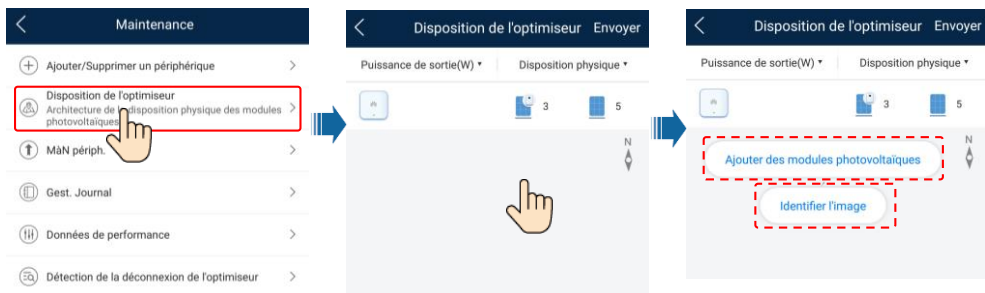 Maintenance
Ajouter/Supprimer un périphérique
Disposition de l'optimiseur
Architecture de la disposition physique des modules
photovoltaïques
MàN périph.
Gest. Journal
Données de performance
Détection de la déconnexion de l'optimiseur
Disposition de l'optimiseur Envoyer
Puissance de sortie(W) Disposition physique
3 5
N
Disposition de l'optimiseur Envoyer
Puissance de sortie(W) Disposition physique
3 5
N
Ajouter des modules photovoltaïques
Identifier l'image